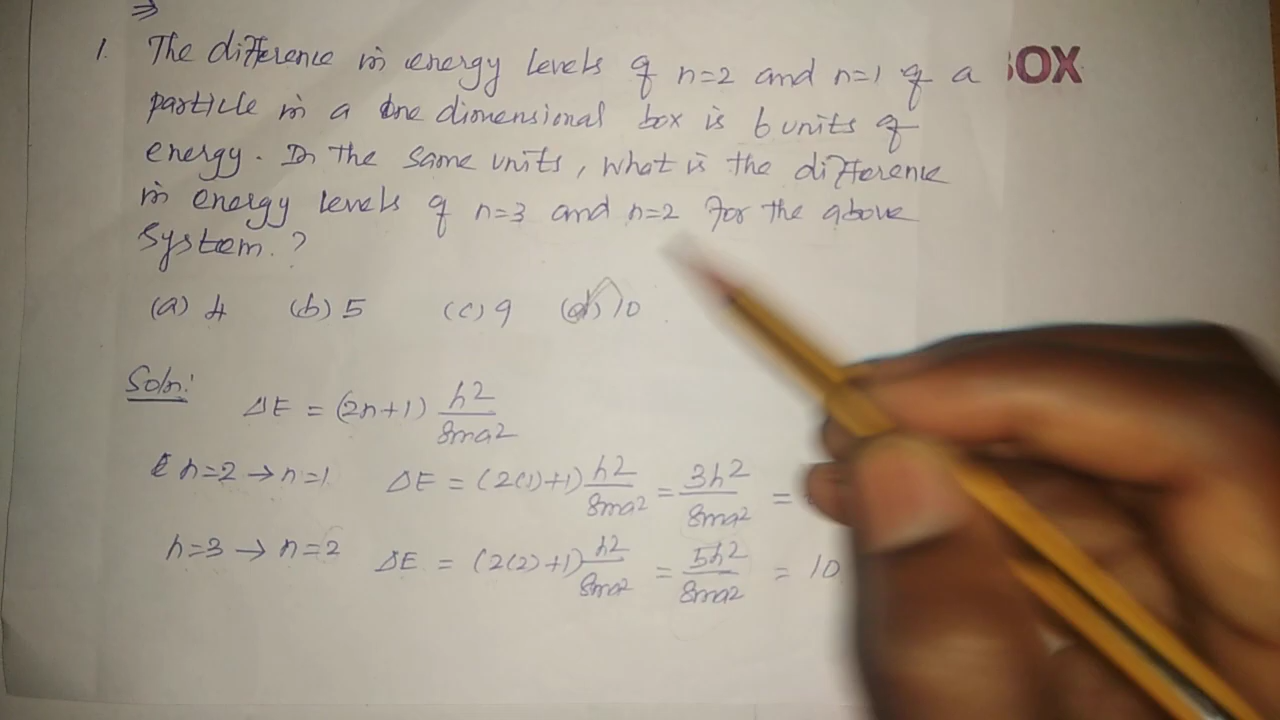 ⇒
1. The difference in energy levels of n=2 and n=1 of a
BOX
particle in a one dimensional box is 6 units of
energy. In the same units, what is the difference
in energy levels of n=3 and n=2 for the above
System.?
(a) 4 (b) 5 (c) 9 (d) 10
Soln:
ΔE = (2n+1) h2/8ma2
n=2 → n=1 ΔE = (2(1)+1) h2/8ma2 = 3h2/8ma2 =
n=3 → n=2 ΔE = (2(2)+1) h2/8ma2 = 5h2/8ma2 = 10